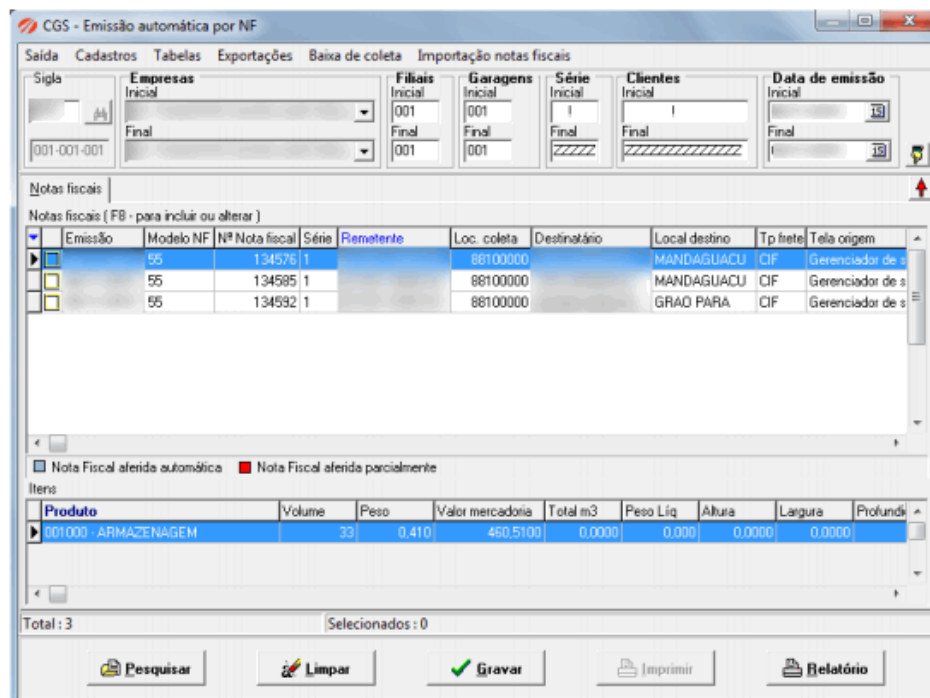 CGS - Emissão automática por NF
Saída Cadastros Tabelas Exportações Baixa de coleta Importação notas fiscais
Sigla Empresas Filiais Garagens Série Clientes Data de emissão
Inicial Inicial Inicial Inicial Inicial Inicial
001 001 ! ! 15
Final Final Final Final Final Final
001-001-001 001 001 ZZZZZ ZZZZZZZZZZZZZZ 15
Notas fiscais
Notas fiscais ( F8 - para incluir ou alterar )
Emissão Modelo NF Nª Nota fiscal Série Remetente Loc. coleta Destinatário Local destino Tp frete Tela origem
55 134576 1 88100000 MANDAGUACU CIF Gerenciador de s
55 134585 1 88100000 MANDAGUACU CIF Gerenciador de s
55 134592 1 88100000 GRAO PARA CIF Gerenciador de s
Nota Fiscal aferida automática Nota Fiscal aferida parcialmente
Itens
Produto Volume Peso Valor mercadoria Total m3 Peso Líq Altura Largura Profundi
001000 - ARMAZENAGEM 33 0,410 460,5100 0,0000 0,000 0,0000 0,0000
Total : 3 Selecionados : 0
Pesquisar Limpar Gravar Imprimir Relatório